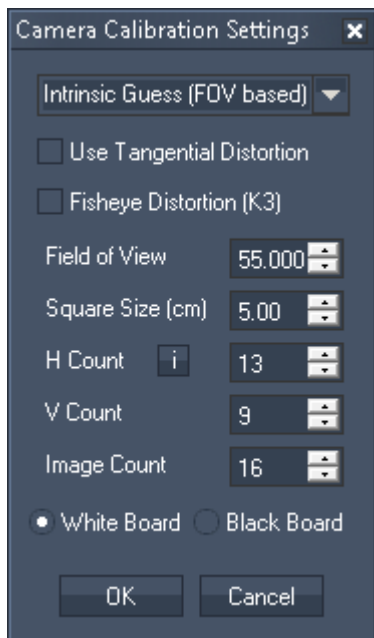 Camera Calibration Settings
Intrinsic Guess (FOV based)
Use Tangential Distortion
Fisheye Distortion (K3)
Field of View 55.000
Square Size (cm) 5.00
H Count i 13
V Count 9
Image Count 16
White Board Black Board
OK Cancel